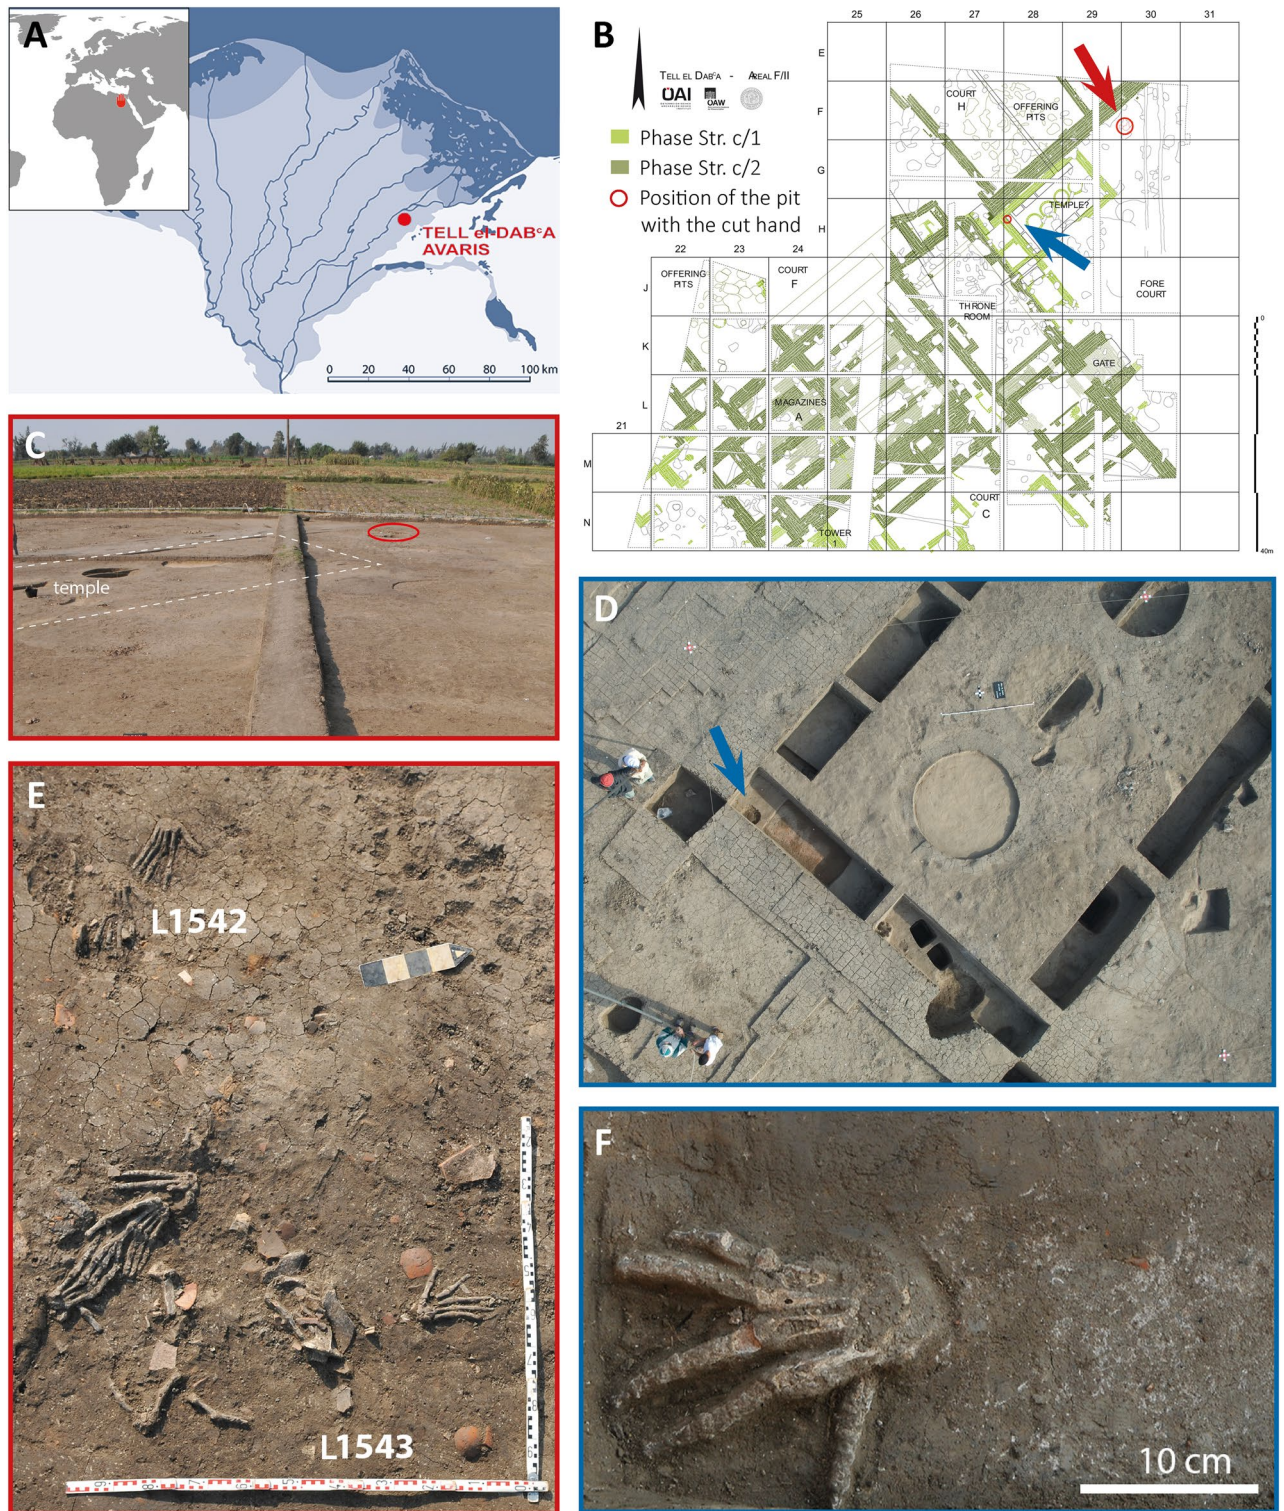 A
TELL el-DABᶜA
AVARIS
0 20 40 60 80 100 km
B
TELL EL DABᶜA - AREAL F/II
ÖAI
ÖAW
Phase Str. c/1
Phase Str. c/2
Position of the pit
with the cut hand
25 26 27 28 29 30 31
E
F
G
H
22 23 24
J
K
L
21
M
N
COURT
H
OFFERING
PITS
TEMPLE?
OFFERING
PITS
COURT
F
THRONE
ROOM
FORE
COURT
GATE
MAGAZINES
A
COURT
C
TOWER
1
0
40m
C
temple
D
E
L1542
L1543
F
10 cm